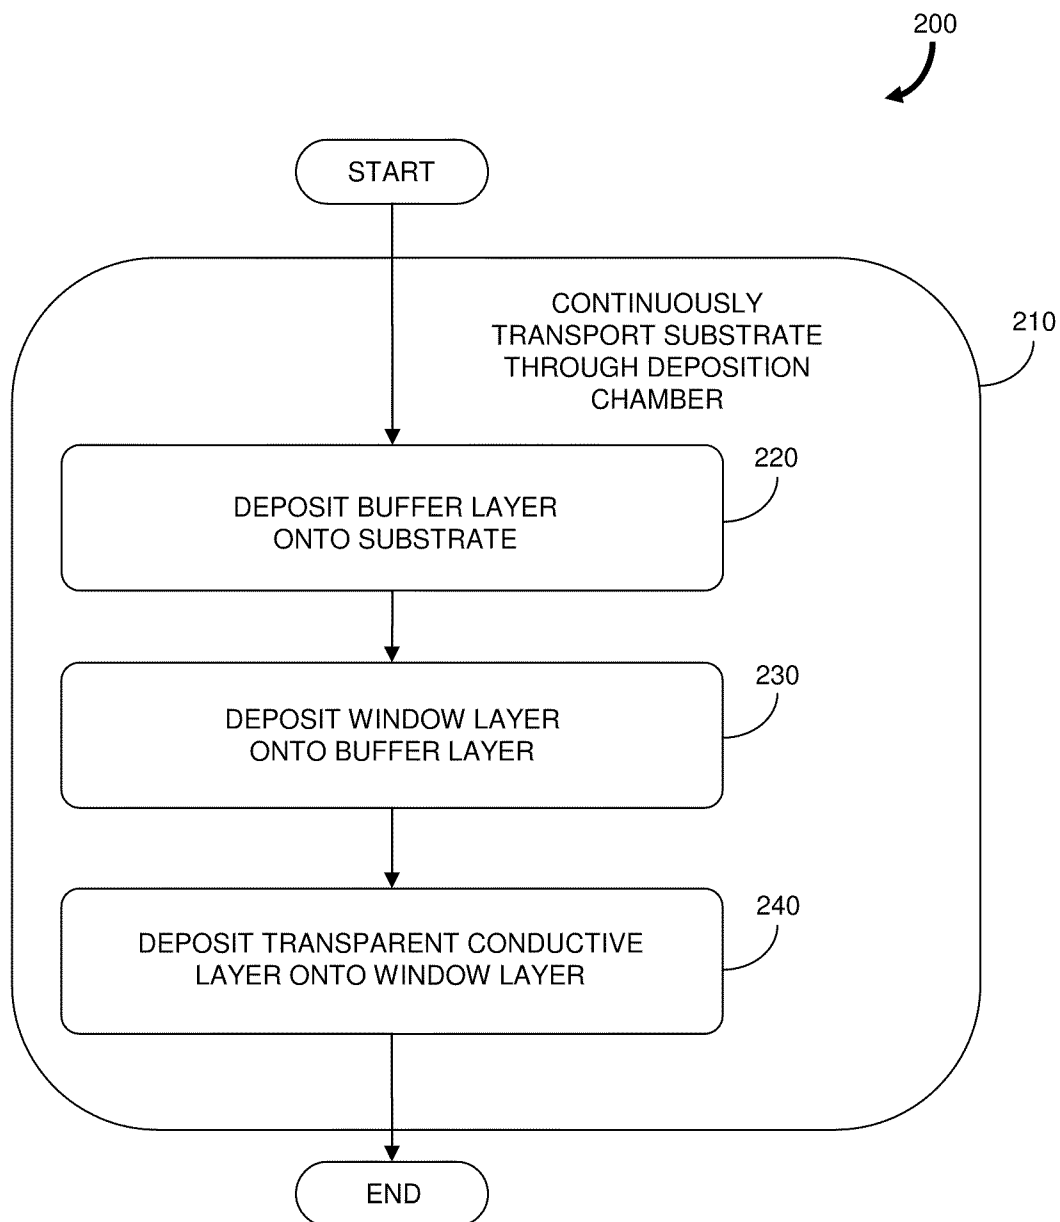 200
START
CONTINUOUSLY
TRANSPORT SUBSTRATE
THROUGH DEPOSITION
CHAMBER
210
220
DEPOSIT BUFFER LAYER
ONTO SUBSTRATE
230
DEPOSIT WINDOW LAYER
ONTO BUFFER LAYER
240
DEPOSIT TRANSPARENT CONDUCTIVE
LAYER ONTO WINDOW LAYER
END